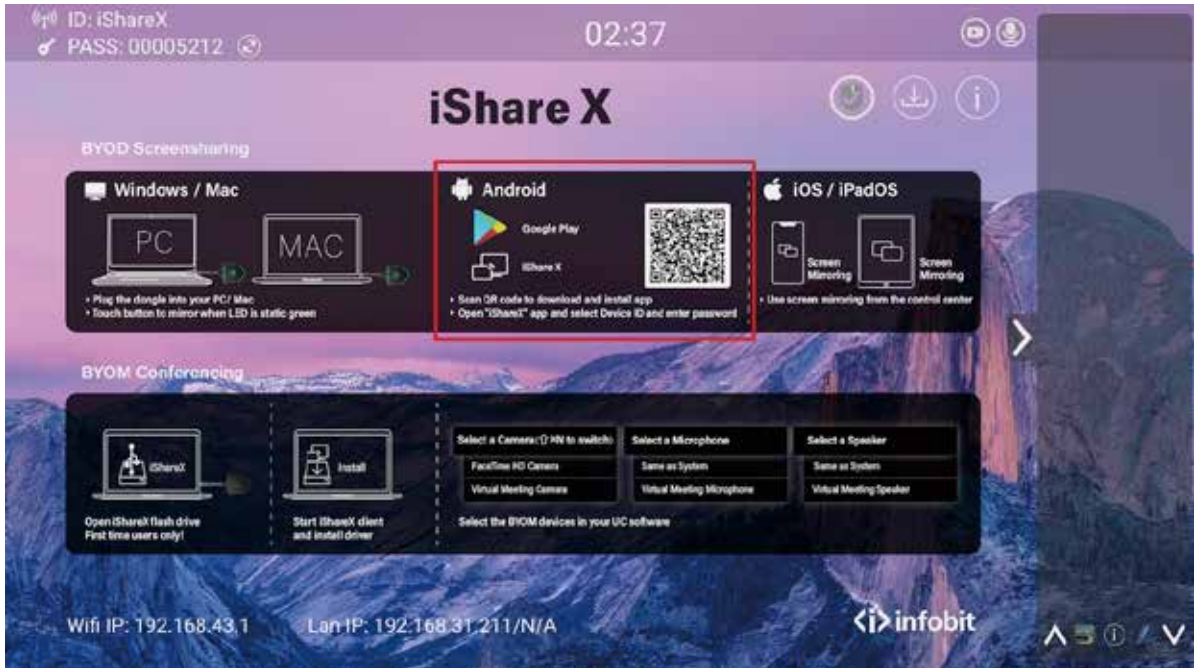 ID: iShareX
PASS: 00005212
02:37
iShare X
BYOD Screensharing
Windows / Mac
PC
MAC
• Plug the dongle into your PC/ Mac
• Touch button to mirror when LED is static green
Android
Google Play
iShare X
• Scan QR code to download and install app
• Open "iShareX" app and select Device ID and enter password
iOS / iPadOS
Screen
Mirroring
Screen
Mirroring
• Use screen mirroring from the control center
BYOM Conferencing
iShareX
Open iShareX flash drive
First time users only!
Install
Start iShareX client
and install driver
Select a Camera (⇧⌘N to switch)
FaceTime HD Camera
Virtual Meeting Camera
Select a Microphone
Same as System
Virtual Meeting Microphone
Select a Speaker
Same as System
Virtual Meeting Speaker
Select the BYOM devices in your UC software
Wifi IP: 192.168.43.1
Lan IP: 192.168.31.211/N/A
<i>infobit